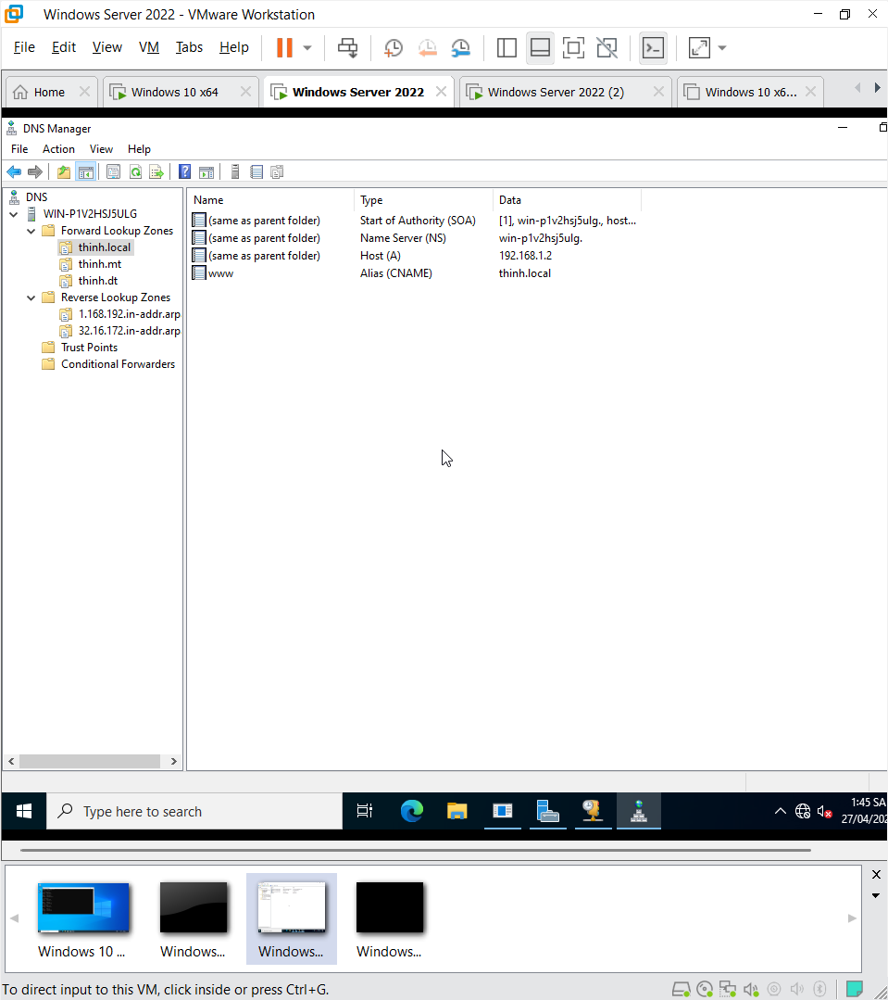 Windows Server 2022 - VMware Workstation
File Edit View VM Tabs Help
Home Windows 10 x64 Windows Server 2022 Windows Server 2022 (2) Windows 10 x6...
DNS Manager
File Action View Help
DNS
WIN-P1V2HSJ5ULG
Forward Lookup Zones
thinh.local
thinh.mt
thinh.dt
Reverse Lookup Zones
1.168.192.in-addr.arp
32.16.172.in-addr.arp
Trust Points
Conditional Forwarders
Name Type Data
(same as parent folder) Start of Authority (SOA) [1], win-p1v2hsj5ulg., host...
(same as parent folder) Name Server (NS) win-p1v2hsj5ulg.
(same as parent folder) Host (A) 192.168.1.2
www Alias (CNAME) thinh.local
Type here to search
1:45 SA
27/04/202
Windows 10 ... Windows... Windows... Windows...
To direct input to this VM, click inside or press Ctrl+G.